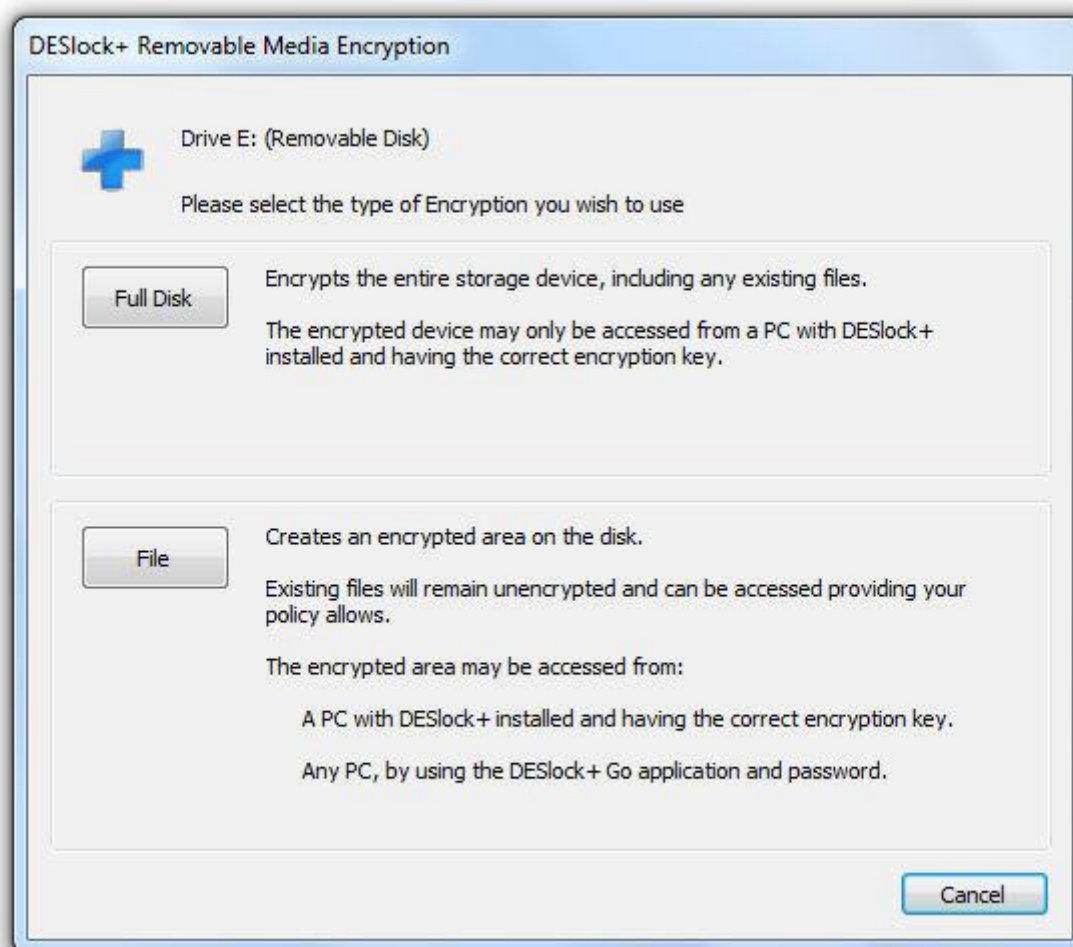 DESlock+ Removable Media Encryption
Drive E: (Removable Disk)
Please select the type of Encryption you wish to use
Full Disk
Encrypts the entire storage device, including any existing files.
The encrypted device may only be accessed from a PC with DESlock+
installed and having the correct encryption key.
File
Creates an encrypted area on the disk.
Existing files will remain unencrypted and can be accessed providing your
policy allows.
The encrypted area may be accessed from:
A PC with DESlock+ installed and having the correct encryption key.
Any PC, by using the DESlock+ Go application and password.
Cancel